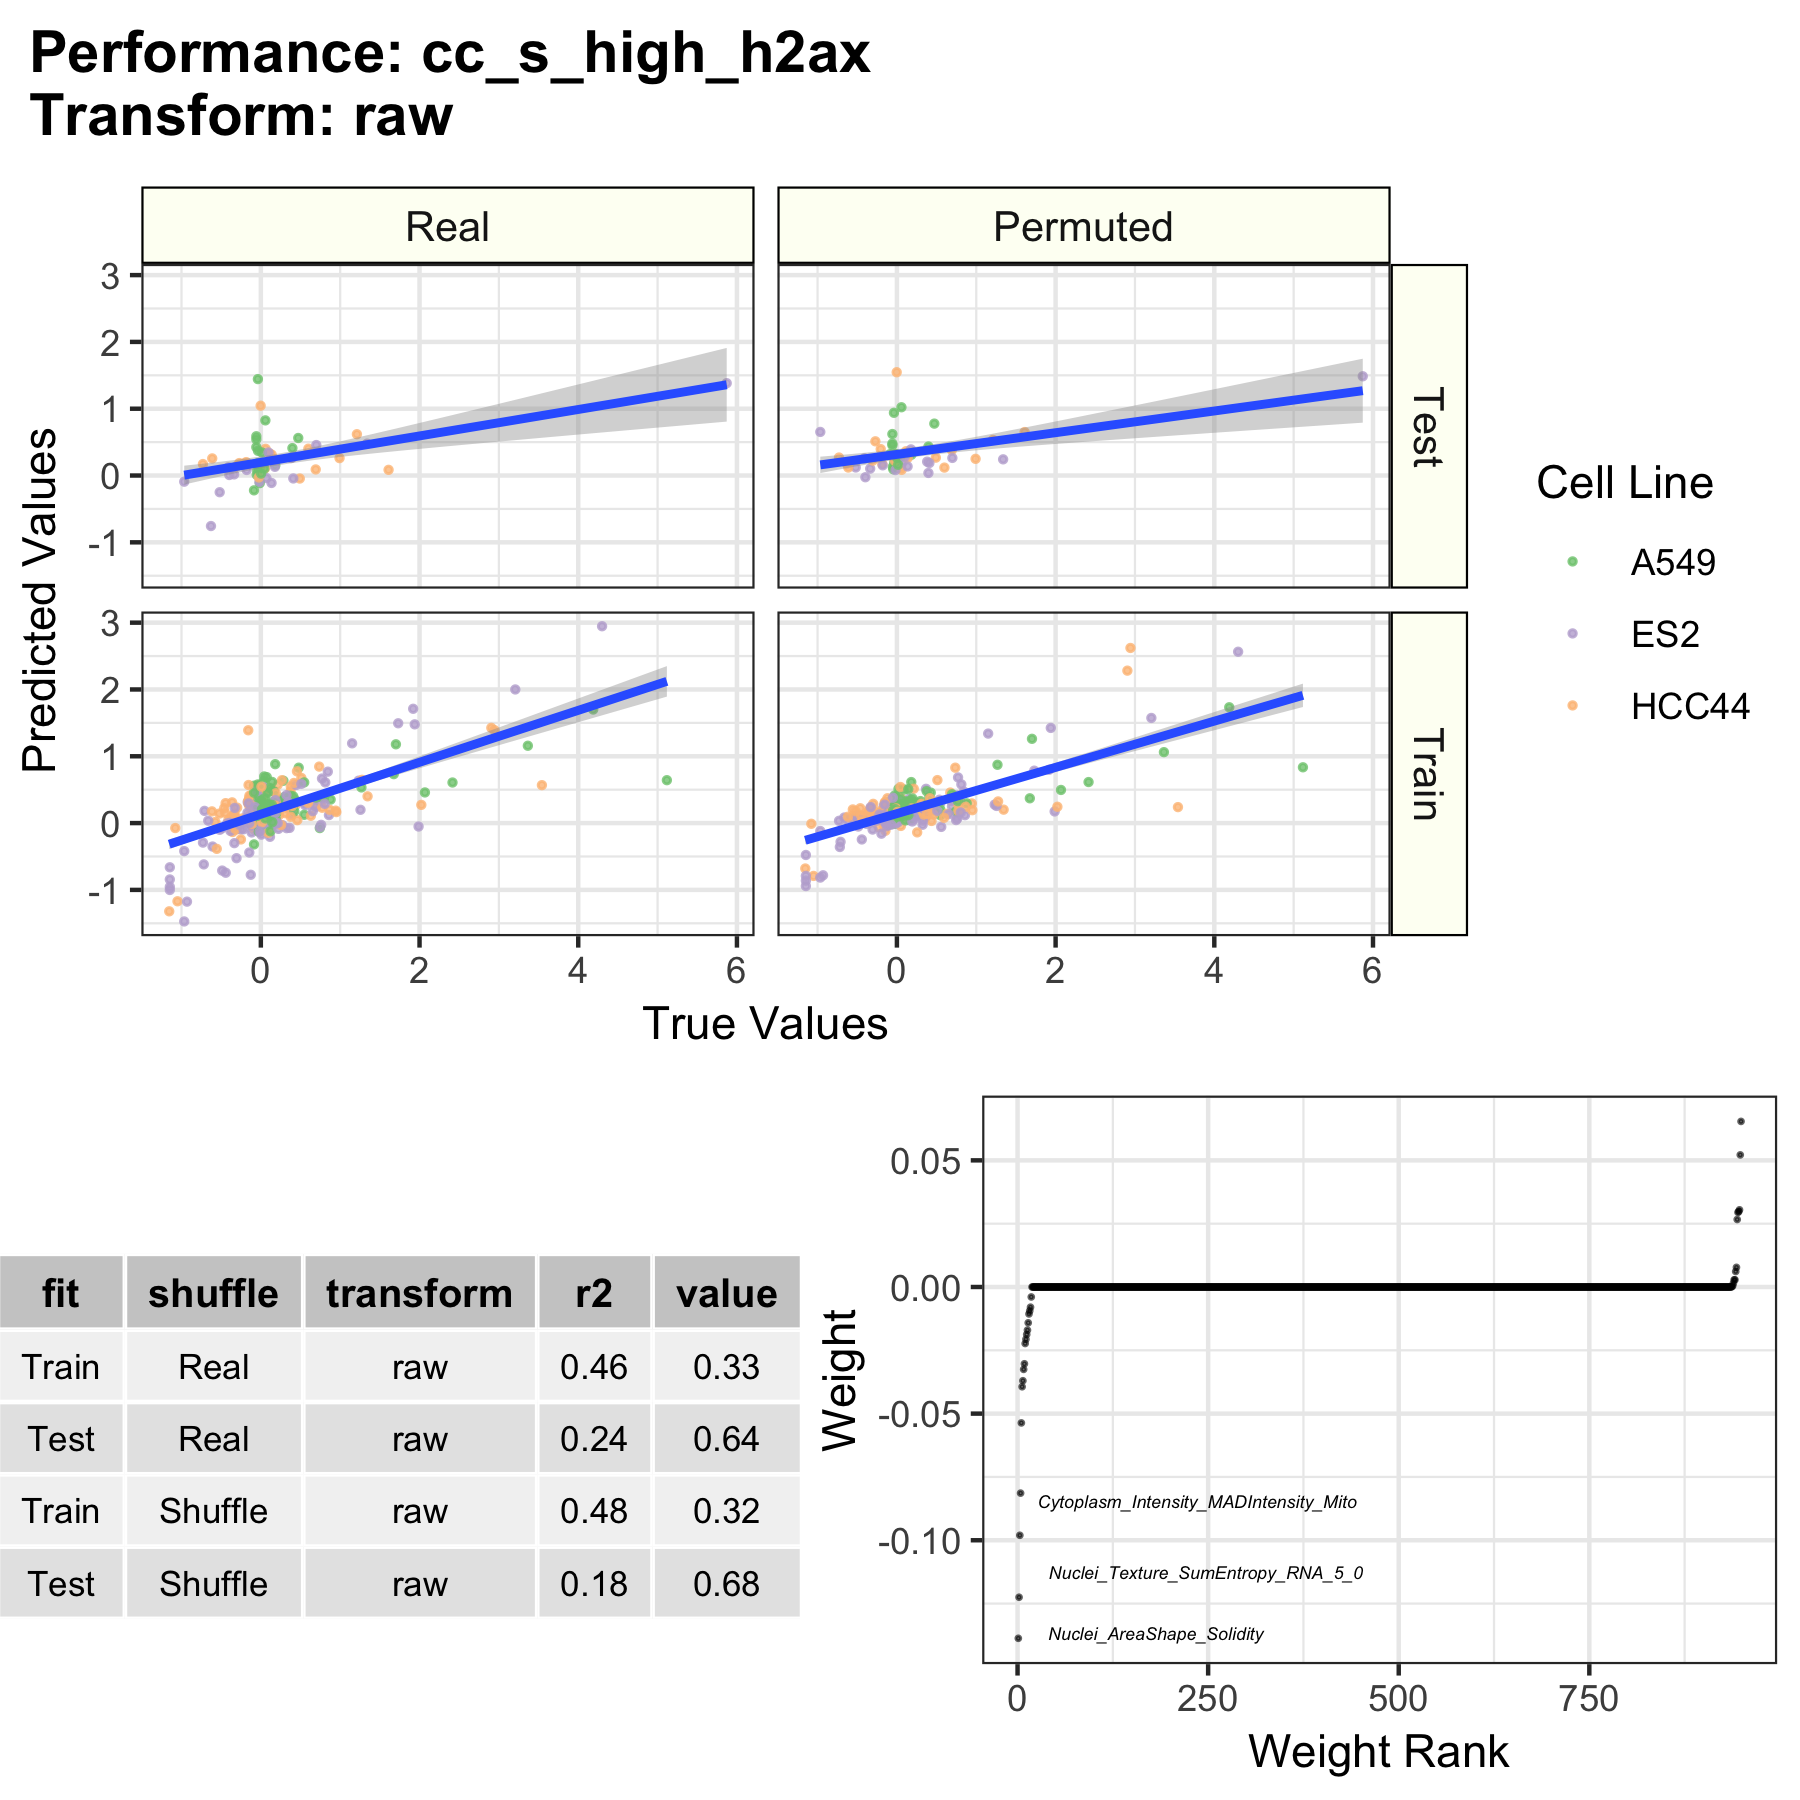 Performance: cc_s_high_h2ax
Transform: raw
Real
Permuted
3
2
1
0
-1
Test
3
2
1
0
-1
Train
0
2
4
6
0
2
4
6
Predicted Values
True Values
Cell Line
A549
ES2
HCC44
fit shuffle transform r2 value
Train Real raw 0.46 0.33
Test Real raw 0.24 0.64
Train Shuffle raw 0.48 0.32
Test Shuffle raw 0.18 0.68
Weight
0.05
0.00
-0.05
-0.10
Cytoplasm_Intensity_MADIntensity_Mito
Nuclei_Texture_SumEntropy_RNA_5_0
Nuclei_AreaShape_Solidity
0
250
500
750
Weight Rank